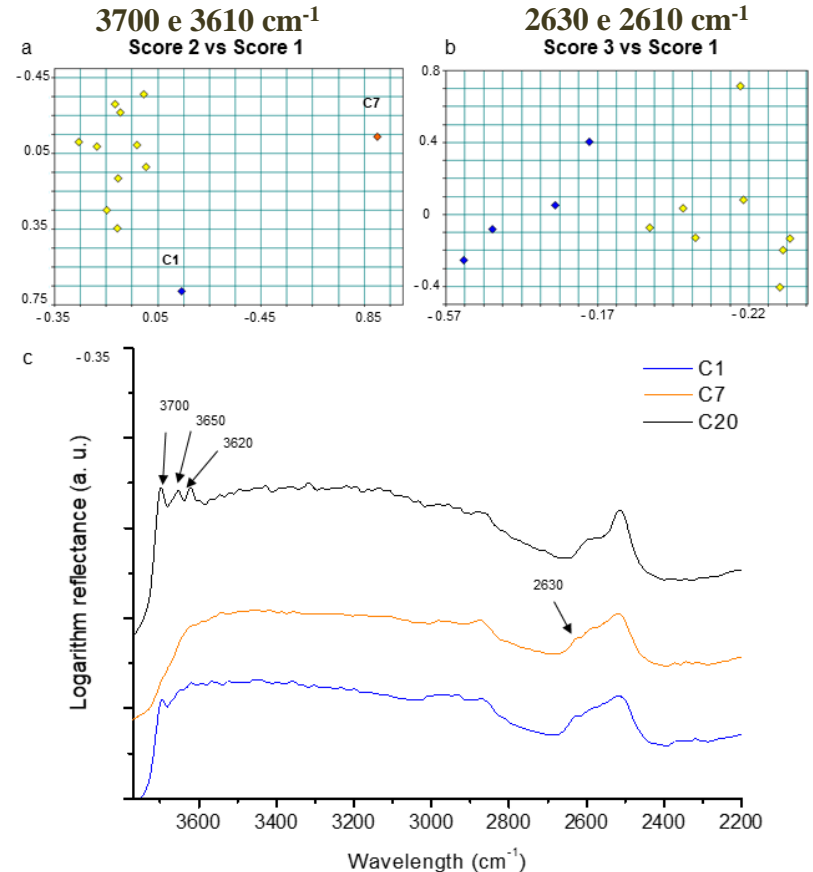 3700 e 3610 cm-1
2630 e 2610 cm-1
a
Score 2 vs Score 1
b
Score 3 vs Score 1
-0.45
0.05
0.35
0.75
C7
C1
-0.35
0.05
-0.45
0.85
0.8
0.4
0
-0.4
-0.57
-0.17
-0.22
c
-0.35
C1
C7
C20
3700
3650
3620
2630
Logarithm reflectance (a. u.)
3600 3400 3200 3000 2800 2600 2400 2200
Wavelength (cm-1)